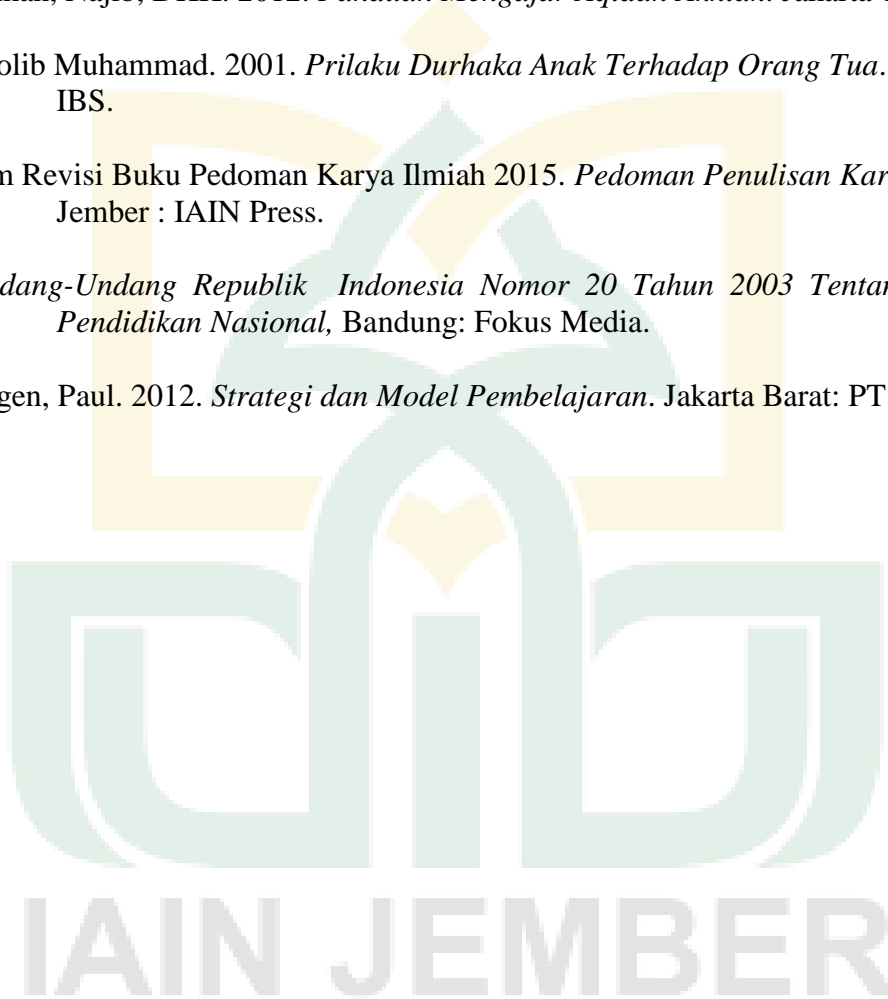 2012.
olib Muhammad. 2001. Prilaku Durhaka Anak Terhadap Orang Tua.
IBS.
m Revisi Buku Pedoman Karya Ilmiah 2015. Pedoman Penulisan Kar
Jember : IAIN Press.
dang-Undang Republik Indonesia Nomor 20 Tahun 2003 Tentan
Pendidikan Nasional, Bandung: Fokus Media.
gen, Paul. 2012. Strategi dan Model Pembelajaran. Jakarta Barat: PT
IAIN JEMBER